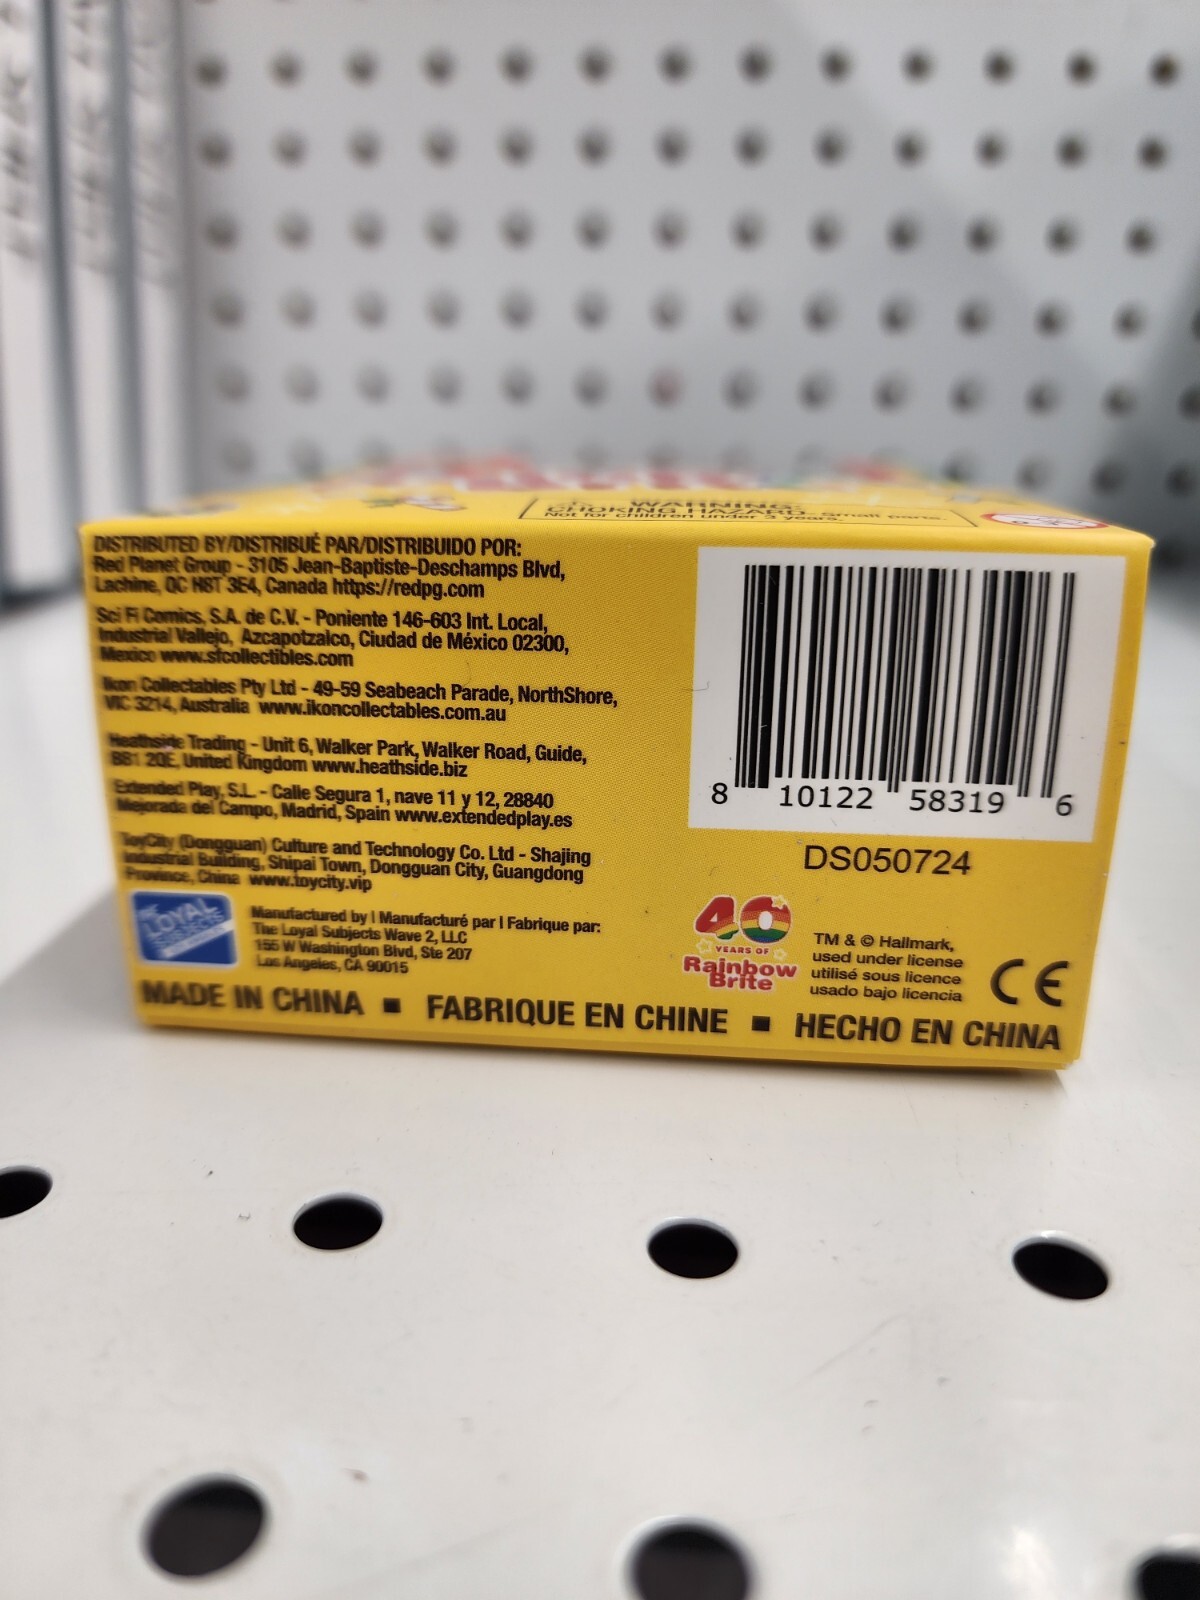 WARNING:
CHOKING HAZARD- Small parts.
Not for children under 3 years.
DISTRIBUTED BY/DISTRIBUÉ PAR/DISTRIBUIDO POR:
Red Planet Group - 3105 Jean-Baptiste-Deschamps Blvd,
Lachine, QC H8T 3E4, Canada https://redpg.com
Sci Fi Comics, S.A. de C.V. - Poniente 146-603 Int. Local,
Industrial Vallejo, Azcapotzalco, Ciudad de México 02300,
Mexico www.sfcollectibles.com
Ikon Collectables Pty Ltd - 49-59 Seabeach Parade, NorthShore,
VIC 3214, Australia www.ikoncollectables.com.au
Heathside Trading - Unit 6, Walker Park, Walker Road, Guide,
BB1 2QE, United Kingdom www.heathside.biz
Extended Play, S.L. - Calle Segura 1, nave 11 y 12, 28840
Mejorada del Campo, Madrid, Spain www.extendedplay.es
ToyCity (Dongguan) Culture and Technology Co. Ltd - Shajing
Industrial Building, Shipai Town, Dongguan City, Guangdong
Province, China www.toycity.vip
THE
LOYAL
SUBJECTS
Manufactured by | Manufacturé par | Fabrique par:
The Loyal Subjects Wave 2, LLC
155 W Washington Blvd, Ste 207
Los Angeles, CA 90015
8 10122 58319 6
DS050724
40
YEARS OF
Rainbow
Brite
TM & © Hallmark,
used under license
utilisé sous licence
usado bajo licencia
CE
MADE IN CHINA ■ FABRIQUE EN CHINE ■ HECHO EN CHINA